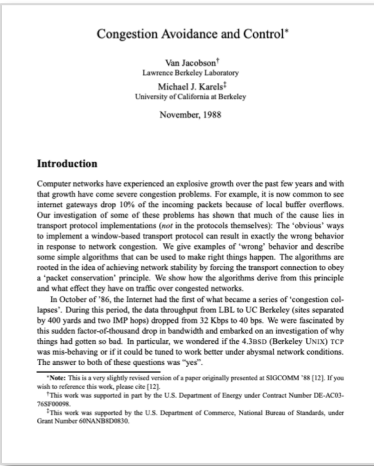 Congestion Avoidance and Control*
Van Jacobson†
Lawrence Berkeley Laboratory
Michael J. Karels‡
University of California at Berkeley
November, 1988
Introduction
Computer networks have experienced an explosive growth over the past few years and with
that growth have come severe congestion problems. For example, it is now common to see
internet gateways drop 10% of the incoming packets because of local buffer overflows.
Our investigation of some of these problems has shown that much of the cause lies in
transport protocol implementations (not in the protocols themselves): The ‘obvious’ ways
to implement a window-based transport protocol can result in exactly the wrong behavior
in response to network congestion. We give examples of ‘wrong’ behavior and describe
some simple algorithms that can be used to make right things happen. The algorithms are
rooted in the idea of achieving network stability by forcing the transport connection to obey
a ‘packet conservation’ principle. We show how the algorithms derive from this principle
and what effect they have on traffic over congested networks.
In October of ’86, the Internet had the first of what became a series of ‘congestion col-
lapses’. During this period, the data throughput from LBL to UC Berkeley (sites separated
by 400 yards and two IMP hops) dropped from 32 Kbps to 40 bps. We were fascinated by
this sudden factor-of-thousand drop in bandwidth and embarked on an investigation of why
things had gotten so bad. In particular, we wondered if the 4.3BSD (Berkeley UNIX) TCP
was mis-behaving or if it could be tuned to work better under abysmal network conditions.
The answer to both of these questions was “yes”.
*Note: This is a very slightly revised version of a paper originally presented at SIGCOMM ’88 [12]. If you
wish to reference this work, please cite [12].
†This work was supported in part by the U.S. Department of Energy under Contract Number DE-AC03-
76SF00098.
‡This work was supported by the U.S. Department of Commerce, National Bureau of Standards, under
Grant Number 60NANB8D0830.